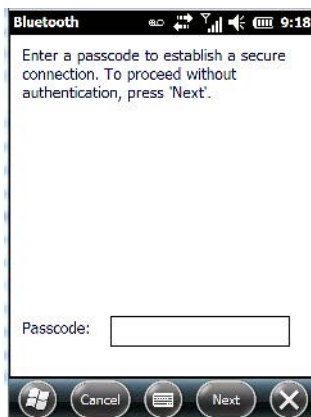 Bluetooth 9:18
Enter a passcode to establish a secure
connection. To proceed without
authentication, press 'Next'.
Passcode:
Cancel Next